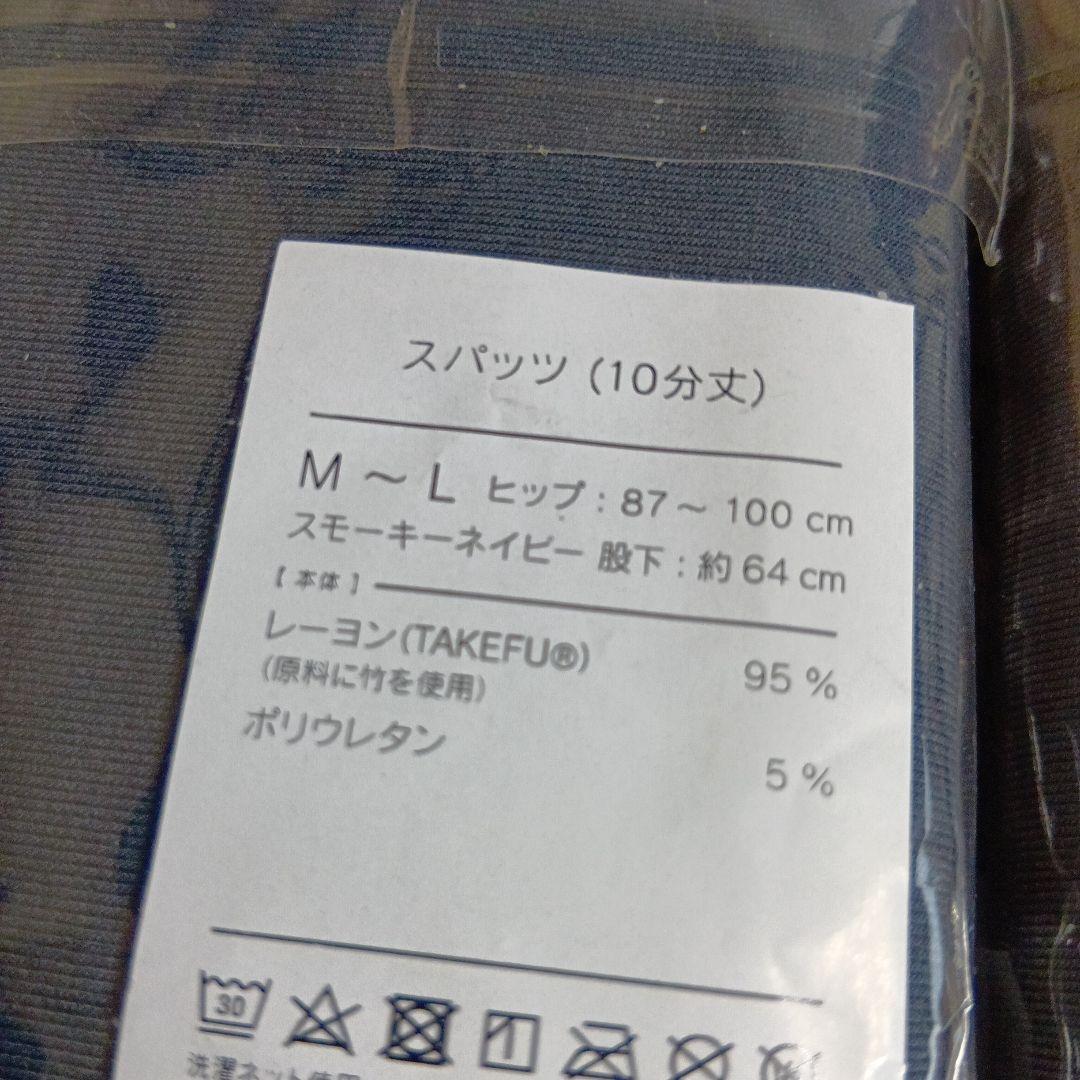 スパッツ (10分丈)
M ～ L ヒップ : 87～ 100 cm
スモーキーネイビー 股下 : 約 64 cm
【 本体 】
レーヨン(TAKEFU®) 95 %
(原料に竹を使用)
ポリウレタン 5 %
30
洗濯ネット使用